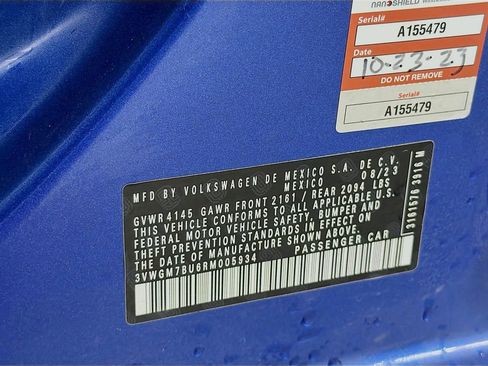 NANOSHIELD
Serial#
A155479
Date
10-23-23
DO NOT REMOVE
Serial#
A155479
MFD BY VOLKSWAGEN DE MEXICO S.A. DE C.V.
MEXICO 08/23
GVWR 4145 GAWR FRONT 2161 / REAR 2094 LBS
THIS VEHICLE CONFORMS TO ALL APPLICABLE U.S.
FEDERAL MOTOR VEHICLE SAFETY, BUMPER AND
THEFT PREVENTION STANDARDS IN EFFECT ON
THE DATE OF MANUFACTURE SHOWN ABOVE.
3VWGM7BU6RM005934 PASSENGER CAR
3161578 3016 M